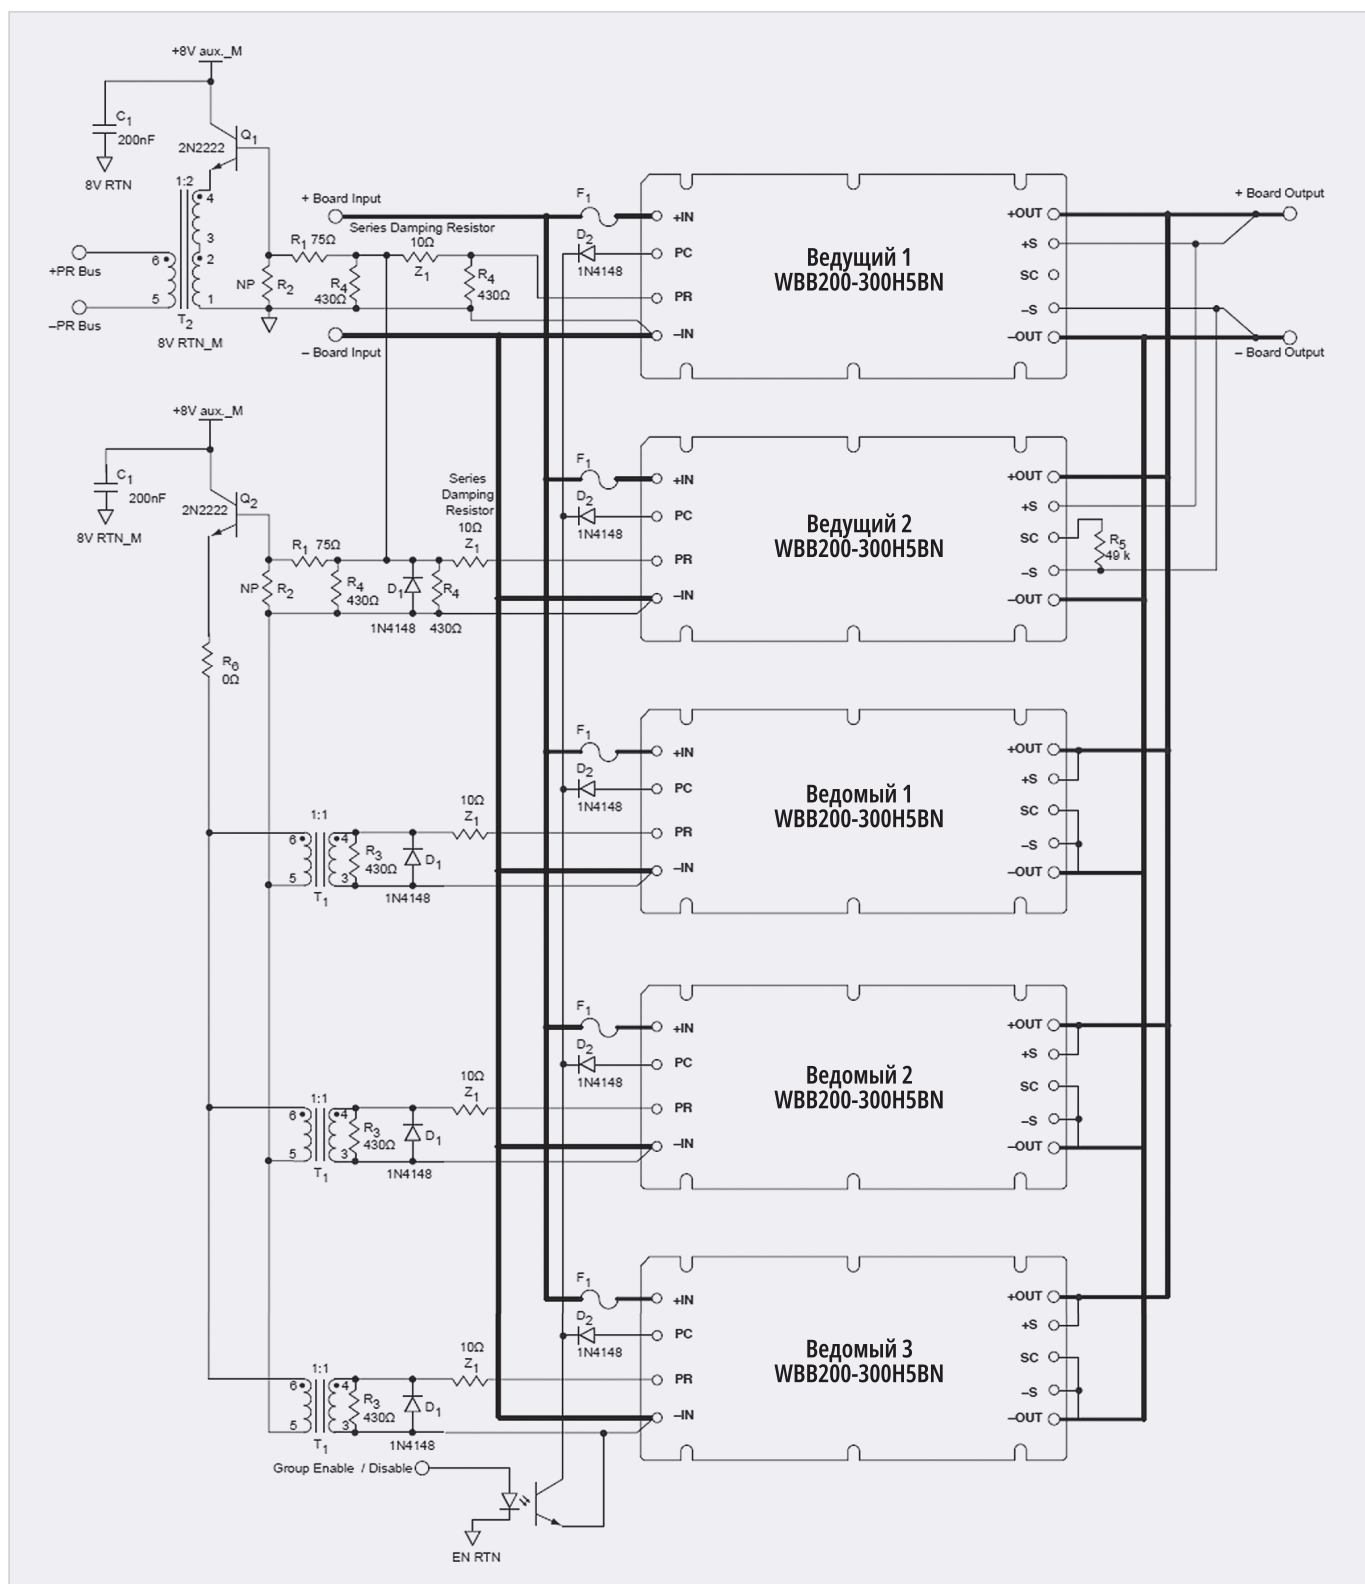 +8V aux._M
C1
200nF
8V RTN
2N2222
Q1
1:2
4
3
2
1
6
5
+PR Bus
–PR Bus
T2
8V RTN_M
NP
R2
R1 75Ω
R4
430Ω
Series Damping Resistor
10Ω
Z1
R4
430Ω
+ Board Input
– Board Input
F1
D2
1N4148
+IN
PC
PR
–IN
Ведущий 1
WBB200-300H5BN
+OUT
+S
SC
–S
–OUT
+ Board Output
– Board Output
+8V aux._M
C1
200nF
8V RTN_M
2N2222
Q2
R1 75Ω
NP
R2
R4
430Ω
D1
1N4148
R4
430Ω
Series
Damping
Resistor
10Ω
Z1
F1
D2
1N4148
+IN
PC
PR
–IN
Ведущий 2
WBB200-300H5BN
+OUT
+S
SC
–S
–OUT
R5
49 k
R6
0Ω
1:1
6
4
5
3
T1
R3
430Ω
D1
1N4148
10Ω
Z1
F1
D2
1N4148
+IN
PC
PR
–IN
Ведомый 1
WBB200-300H5BN
+OUT
+S
SC
–S
–OUT
1:1
6
4
5
3
T1
R3
430Ω
D1
1N4148
10Ω
Z1
F1
D2
1N4148
+IN
PC
PR
–IN
Ведомый 2
WBB200-300H5BN
+OUT
+S
SC
–S
–OUT
1:1
6
4
5
3
T1
R3
430Ω
D1
1N4148
10Ω
Z1
F1
D2
1N4148
+IN
PC
PR
–IN
Ведомый 3
WBB200-300H5BN
+OUT
+S
SC
–S
–OUT
Group Enable / Disable
EN RTN